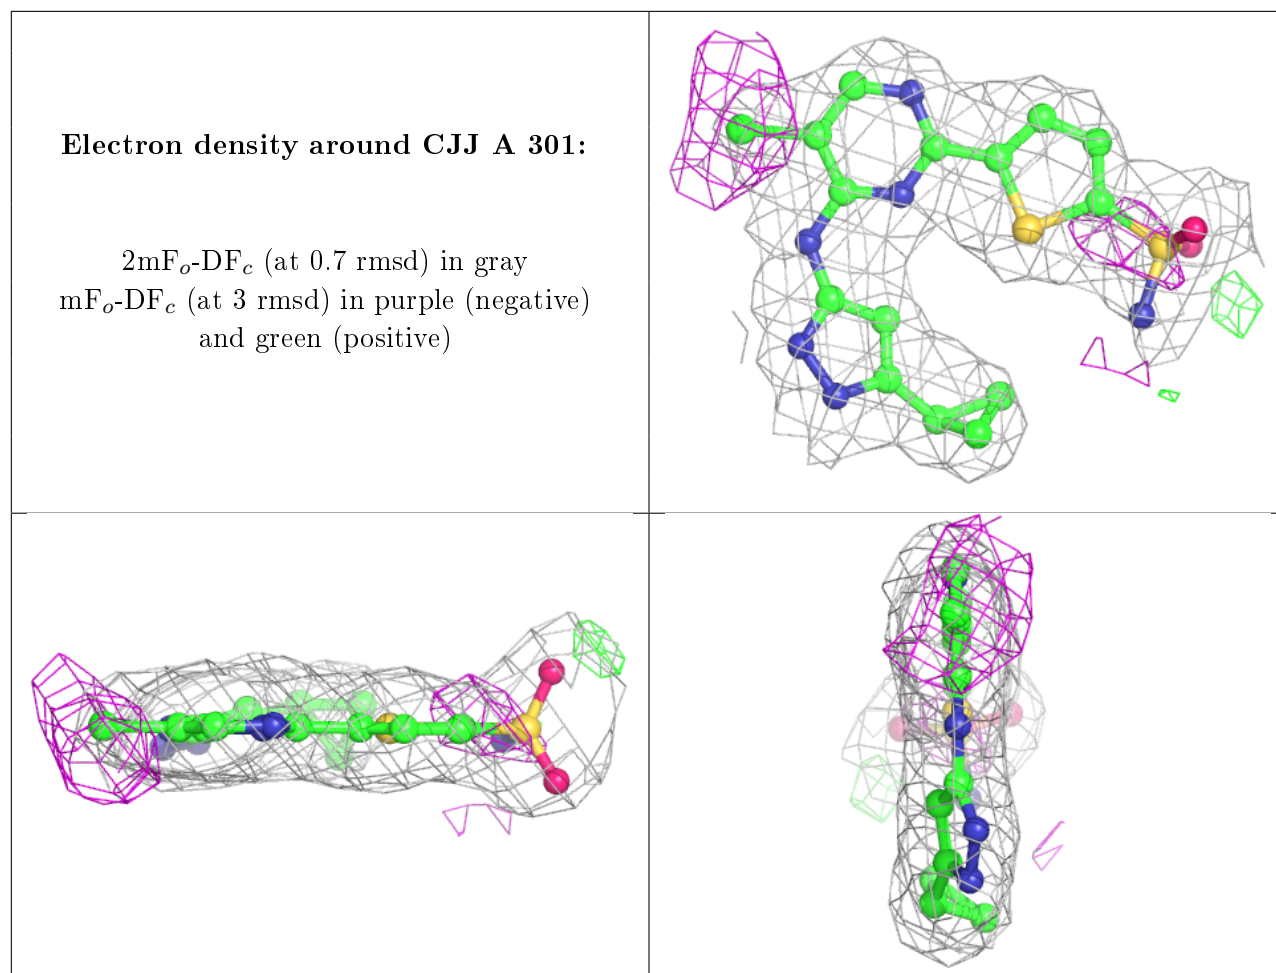 Electron density around CJJ A 301:
2mFo-DFc (at 0.7 rmsd) in gray
mFo-DFc (at 3 rmsd) in purple (negative)
and green (positive)